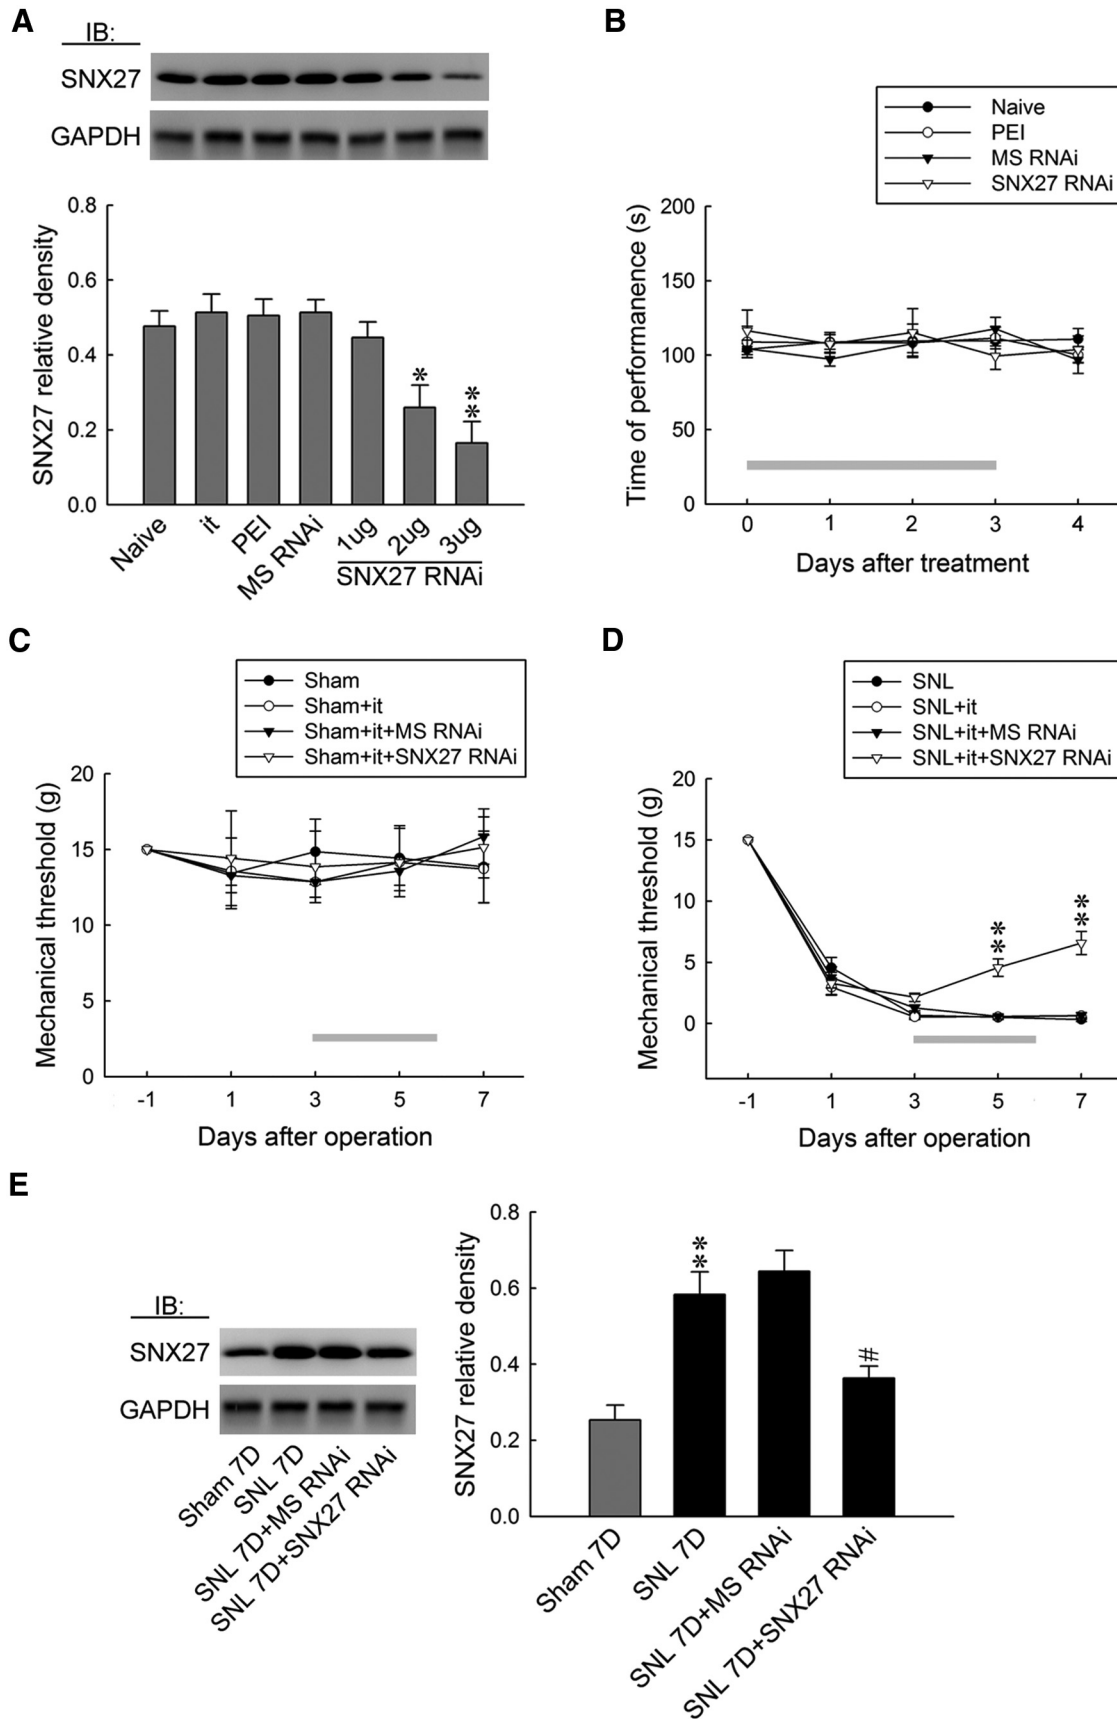 A
IB:
SNX27
GAPDH
SNX27 relative density
0.8
0.6
0.4
0.2
0.0
*
**
Naive
it
PEI
MS RNAi
1ug
2ug
3ug
SNX27 RNAi
B
Naive
PEI
MS RNAi
SNX27 RNAi
Time of performanence (s)
200
150
100
50
0
0 1 2 3 4
Days after treatment
C
Sham
Sham+it
Sham+it+MS RNAi
Sham+it+SNX27 RNAi
Mechanical threshold (g)
20
15
10
5
0
-1 1 3 5 7
Days after operation
D
SNL
SNL+it
SNL+it+MS RNAi
SNL+it+SNX27 RNAi
Mechanical threshold (g)
20
15
10
5
0
**
**
-1 1 3 5 7
Days after operation
E
IB:
SNX27
GAPDH
Sham 7D
SNL 7D
SNL 7D+MS RNAi
SNL 7D+SNX27 RNAi
SNX27 relative density
0.8
0.6
0.4
0.2
0.0
**
#
Sham 7D
SNL 7D
SNL 7D+MS RNAi
SNL 7D+SNX27 RNAi